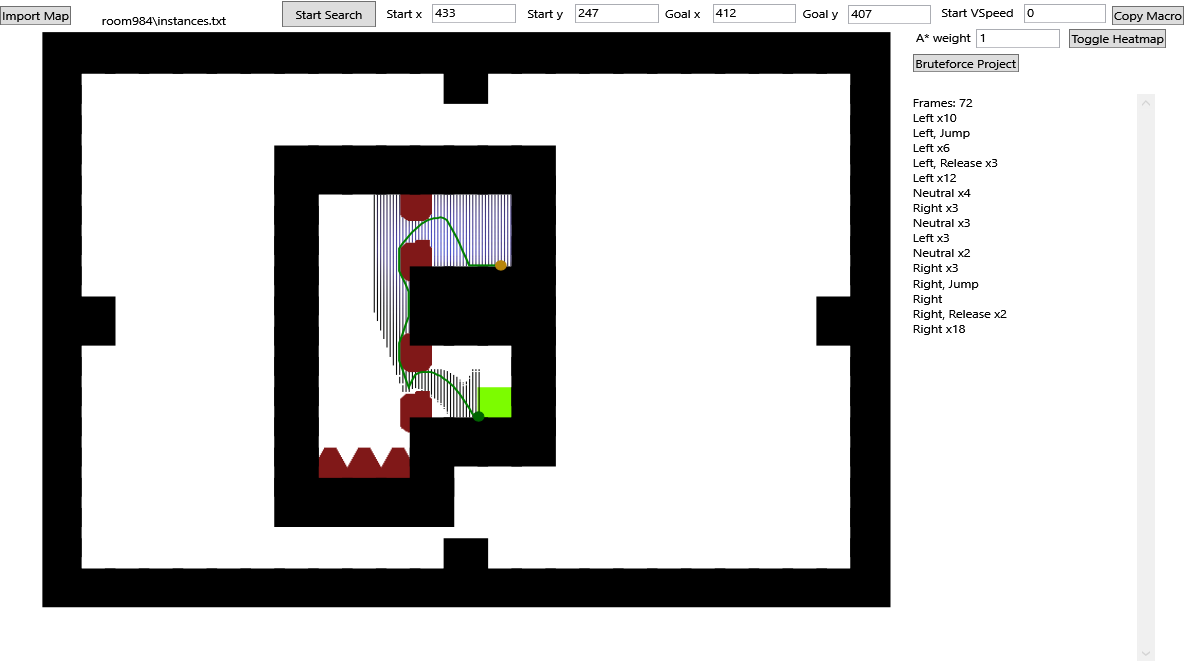 Import Map room984\instances.txt Start Search Start x 433 Start y 247 Goal x 412 Goal y 407 Start VSpeed 0 Copy Macro
A* weight 1 Toggle Heatmap
Bruteforce Project
Frames: 72
Left x10
Left, Jump
Left x6
Left, Release x3
Left x12
Neutral x4
Right x3
Neutral x3
Left x3
Neutral x2
Right x3
Right, Jump
Right
Right, Release x2
Right x18